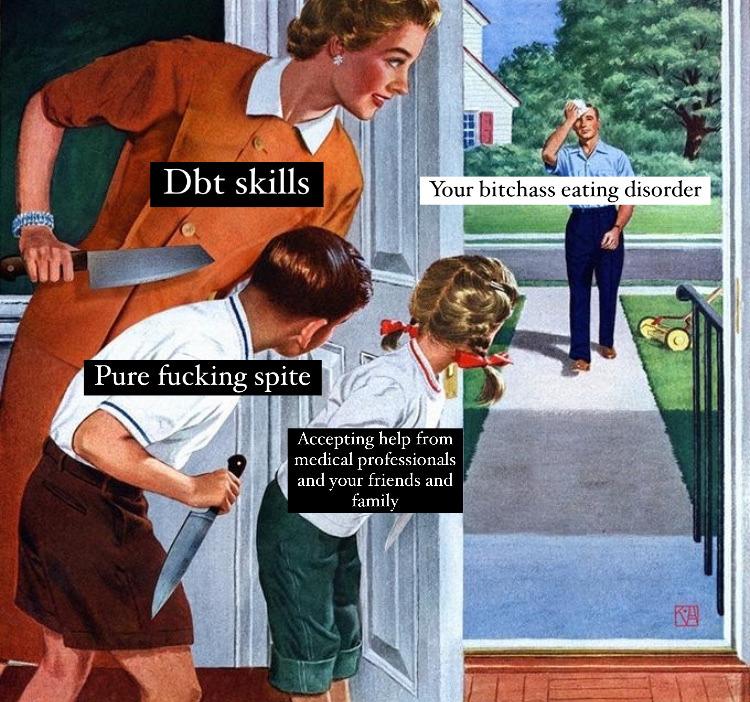 Dbt skills
Your bitchass eating disorder
Pure fucking spite
Accepting help from
medical professionals
and your friends and
family